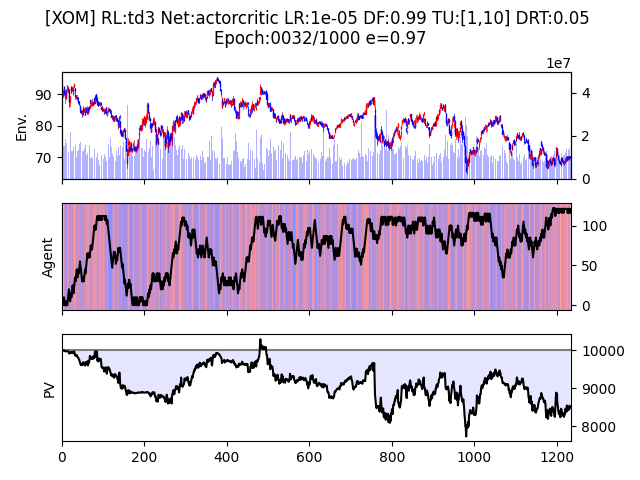 [XOM] RL:td3 Net:actorcritic LR:1e-05 DF:0.99 TU:[1,10] DRT:0.05
Epoch:0032/1000 e=0.97
1e7
Env.
90
80
70
4
2
0
Agent
100
50
0
PV
10000
9000
8000
0 200 400 600 800 1000 1200